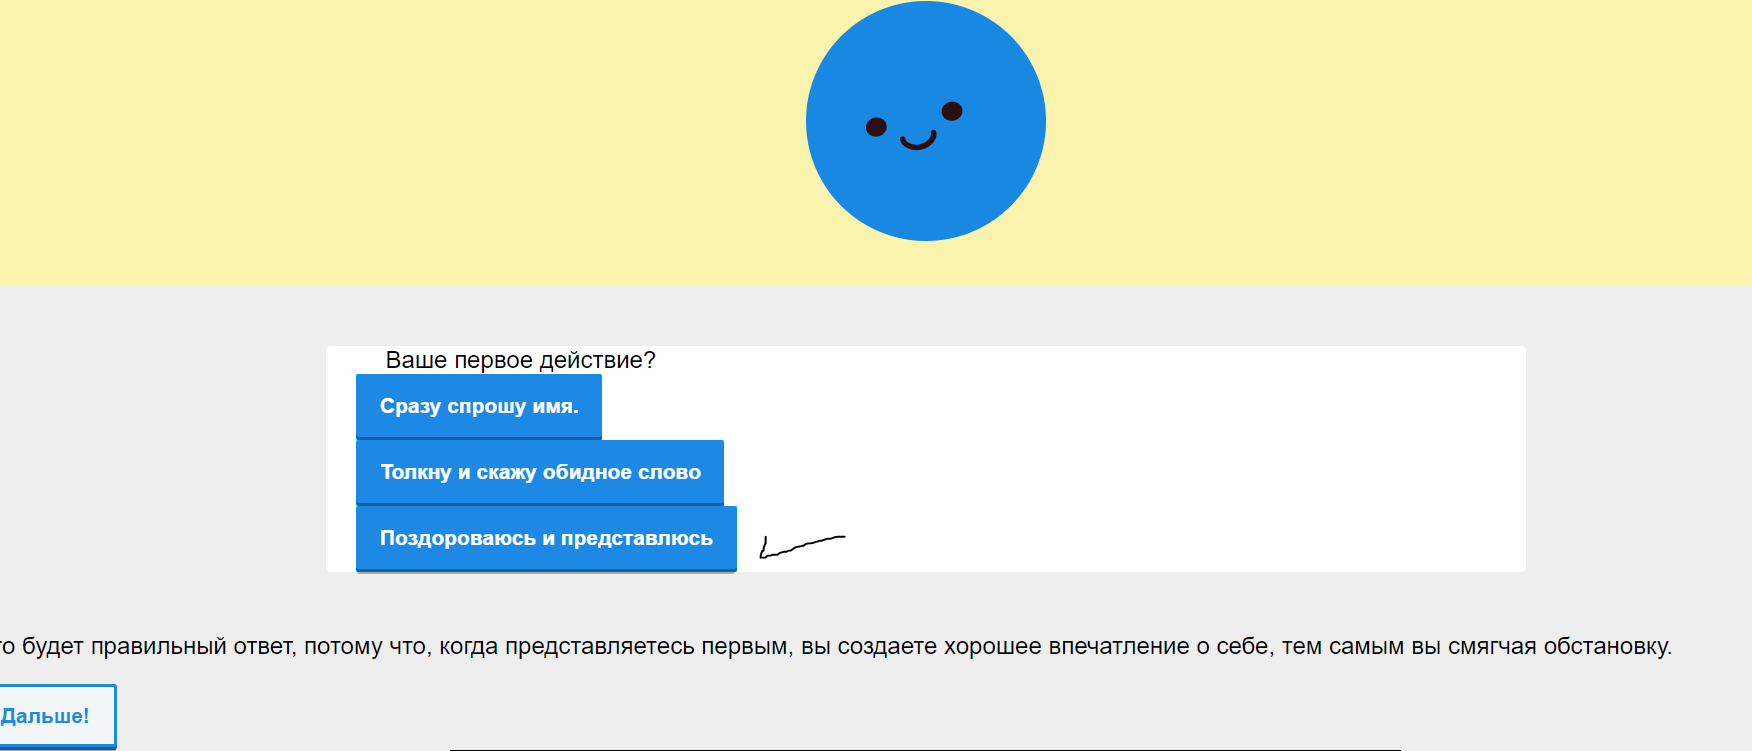 Ваше первое действие?
Сразу спрошу имя.
Толкну и скажу обидное слово
Поздороваюсь и представлюсь
будет правильный ответ, потому что, когда представляетесь первым, вы создаете хорошее впечатление о себе, тем самым вы смягчая обстановку.
Дальше!